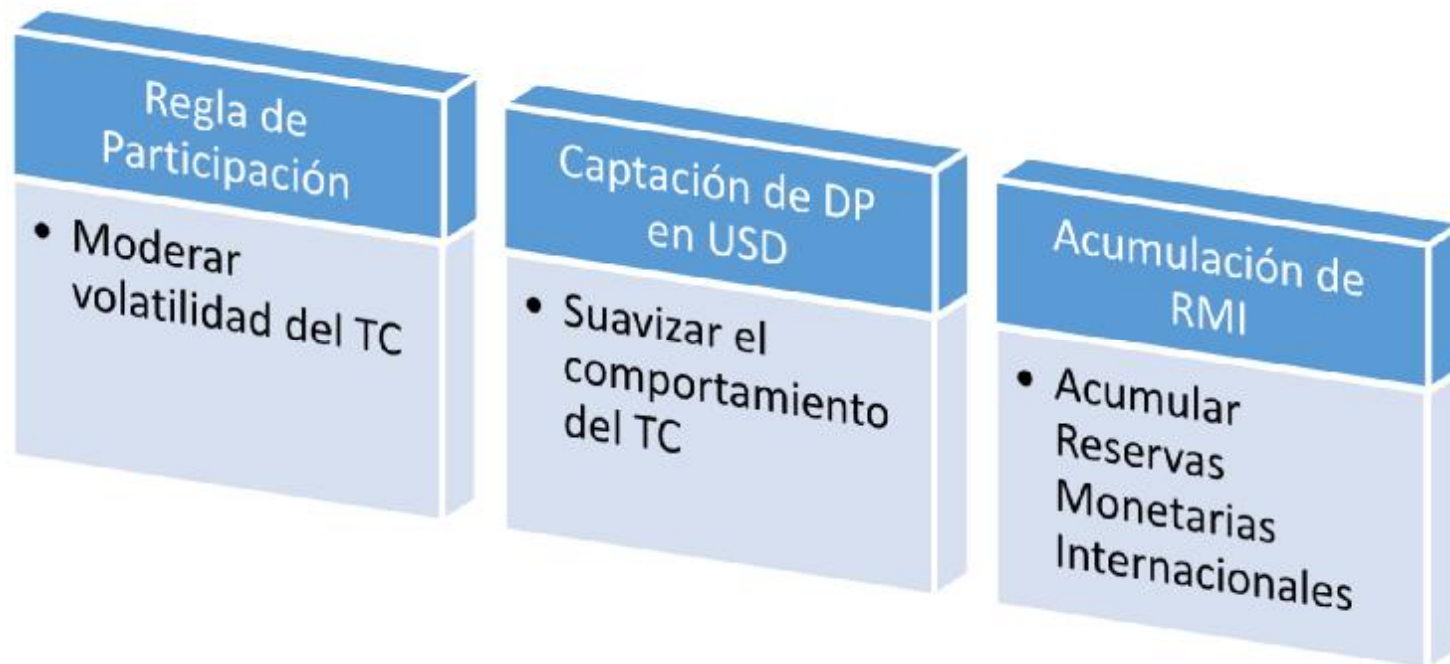 Regla de
Participación
• Moderar
volatilidad del TC
Captación de DP
en USD
• Suavizar el
comportamiento
del TC
Acumulación de
RMI
• Acumular
Reservas
Monetarias
Internacionales